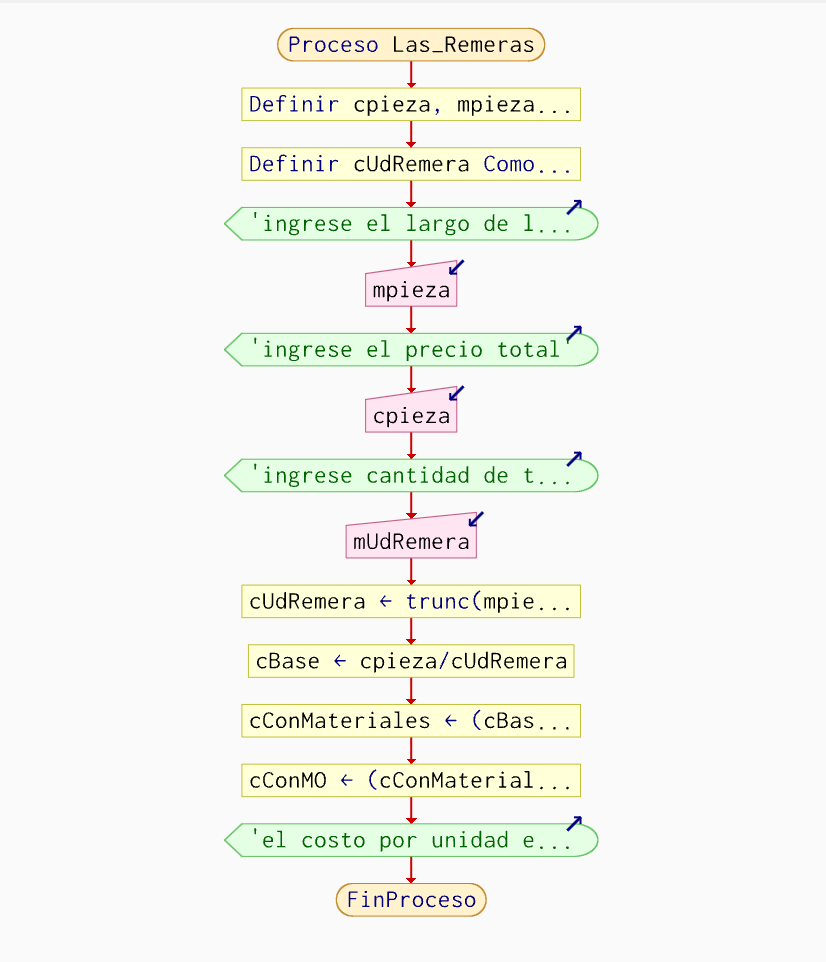 Proceso Las_Remeras
Definir cpieza, mpieza...
Definir cUdRemera Como...
'ingrese el largo de l...
mpieza
'ingrese el precio total'
cpieza
'ingrese cantidad de t...
mUdRemera
cUdRemera ← trunc(mpie...
cBase ← cpieza/cUdRemera
cConMateriales ← (cBas...
cConMO ← (cConMaterial...
'el costo por unidad e...
FinProceso